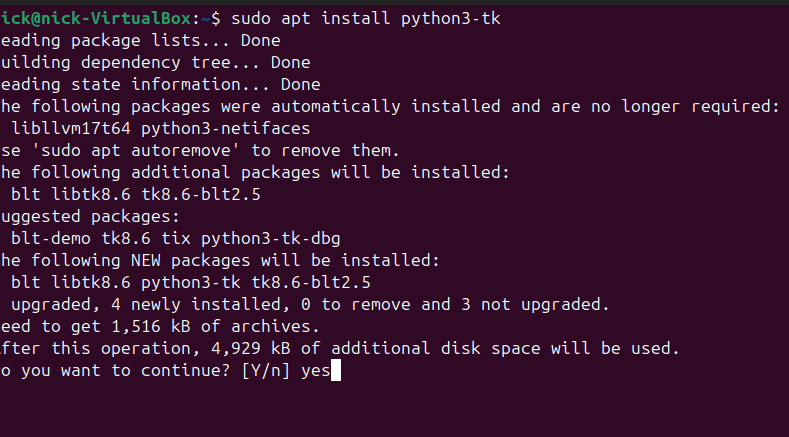 ick@nick-VirtualBox:~$ sudo apt install python3-tk
eading package lists... Done
uilding dependency tree... Done
eading state information... Done
he following packages were automatically installed and are no longer required:
libllvm17t64 python3-netifaces
se 'sudo apt autoremove' to remove them.
he following additional packages will be installed:
blt libtk8.6 tk8.6-blt2.5
uggested packages:
blt-demo tk8.6 tix python3-tk-dbg
he following NEW packages will be installed:
blt libtk8.6 python3-tk tk8.6-blt2.5
upgraded, 4 newly installed, 0 to remove and 3 not upgraded.
eed to get 1,516 kB of archives.
fter this operation, 4,929 kB of additional disk space will be used.
o you want to continue? [Y/n] yes